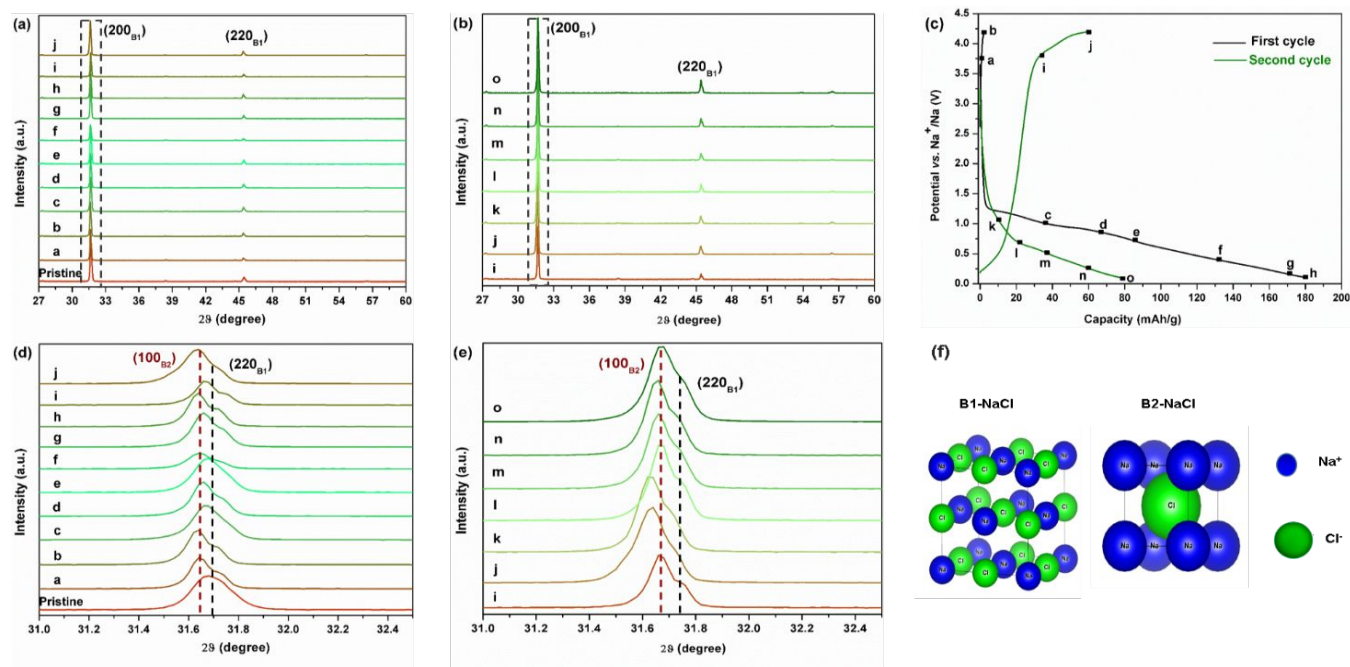 (a)
(200B1)
(220B1)
j
i
h
g
f
e
d
c
b
a
Pristine
Intensity (a.u.)
27 30 33 36 39 42 45 48 51 54 57 60
2ϑ (degree)
(b)
(200B1)
(220B1)
o
n
m
l
k
j
i
Intensity (a.u.)
27 30 33 36 39 42 45 48 51 54 57 60
2ϑ (degree)
(c)
First cycle
Second cycle
Potential vs. Na+/Na (V)
4.5
4.0
3.5
3.0
2.5
2.0
1.5
1.0
0.5
0.0
b
a
j
i
c
d
e
f
g
h
k
l
m
n
o
0 20 40 60 80 100 120 140 160 180 200
Capacity (mAh/g)
(d)
(100B2)
(220B1)
j
i
h
g
f
e
d
c
b
a
Pristine
Intensity (a.u.)
31.0 31.2 31.4 31.6 31.8 32.0 32.2 32.4
2ϑ (degree)
(e)
(100B2)
(220B1)
o
n
m
l
k
j
i
Intensity (a.u.)
31.0 31.2 31.4 31.6 31.8 32.0 32.2 32.4
2ϑ (degree)
(f)
B1-NaCl
B2-NaCl
Na+
Cl-